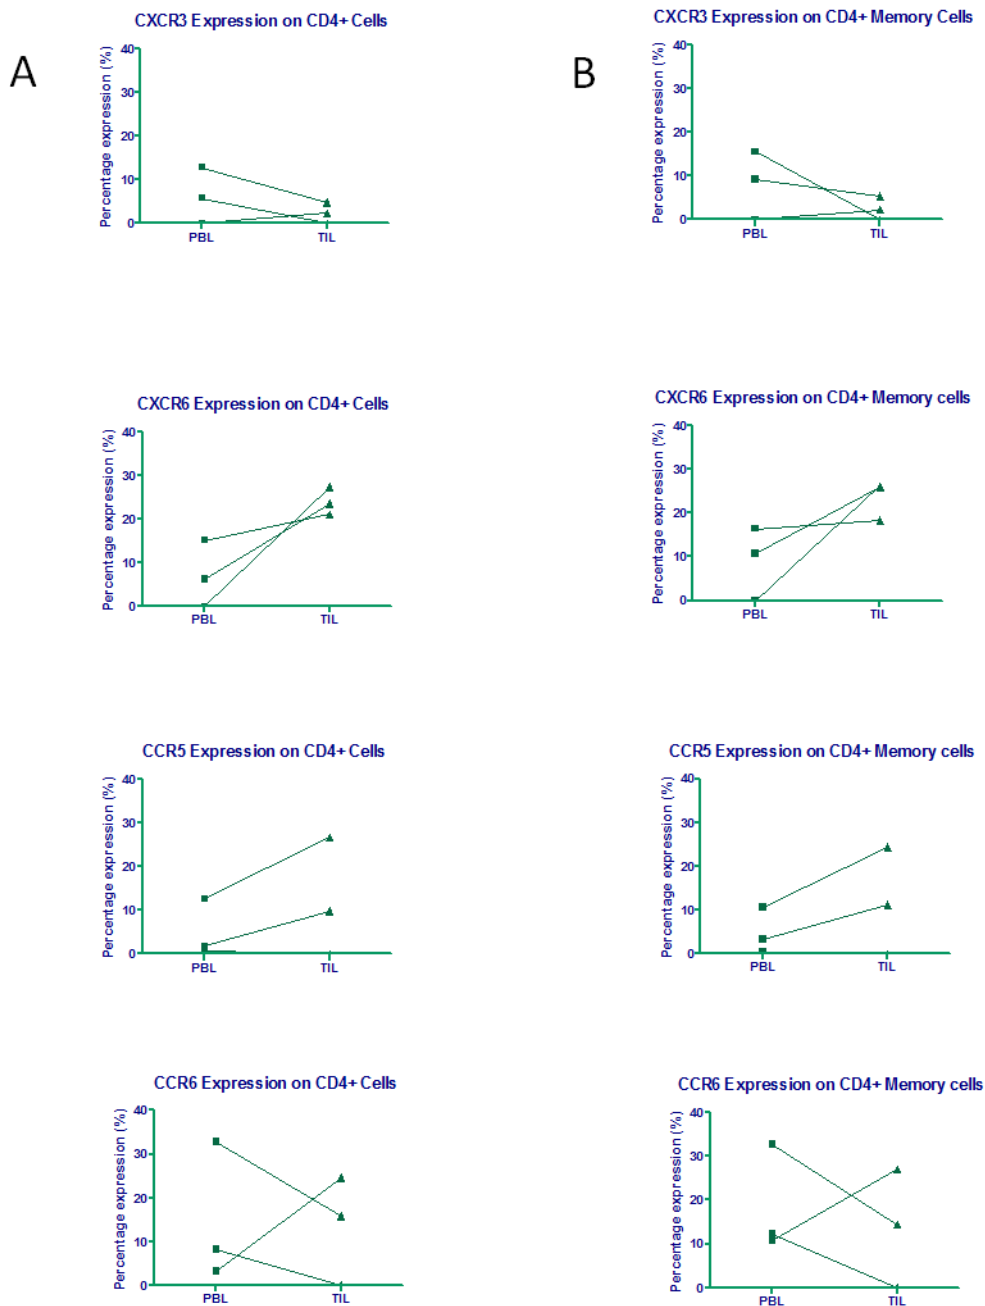 A
CXCR3 Expression on CD4+ Cells
Percentage expression (%)
40
30
20
10
0
PBL TIL
B
CXCR3 Expression on CD4+ Memory Cells
Percentage expression (%)
40
30
20
10
0
PBL TIL
CXCR6 Expression on CD4+ Cells
Percentage expression (%)
40
30
20
10
0
PBL TIL
CXCR6 Expression on CD4+ Memory cells
Percentage expression (%)
40
30
20
10
0
PBL TIL
CCR5 Expression on CD4+ Cells
Percentage expression (%)
40
30
20
10
0
PBL TIL
CCR5 Expression on CD4+ Memory cells
Percentage expression (%)
40
30
20
10
0
PBL TIL
CCR6 Expression on CD4+ Cells
Percentage expression (%)
40
30
20
10
0
PBL TIL
CCR6 Expression on CD4+ Memory cells
Percentage expression (%)
40
30
20
10
0
PBL TIL